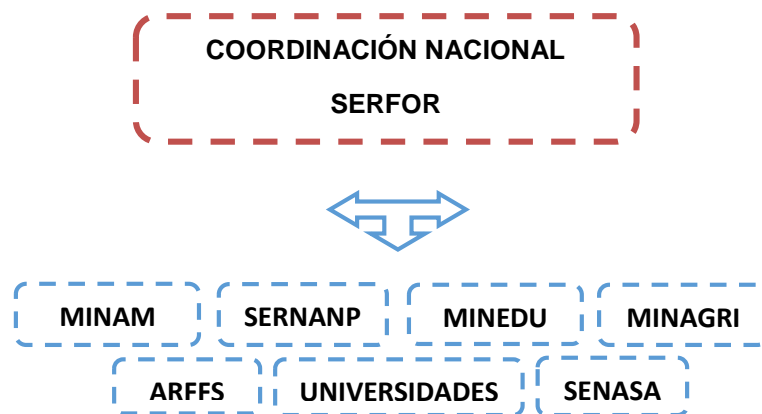 COORDINACIÓN NACIONAL
SERFOR
MINAM SERNANP MINEDU MINAGRI
ARFFS UNIVERSIDADES SENASA